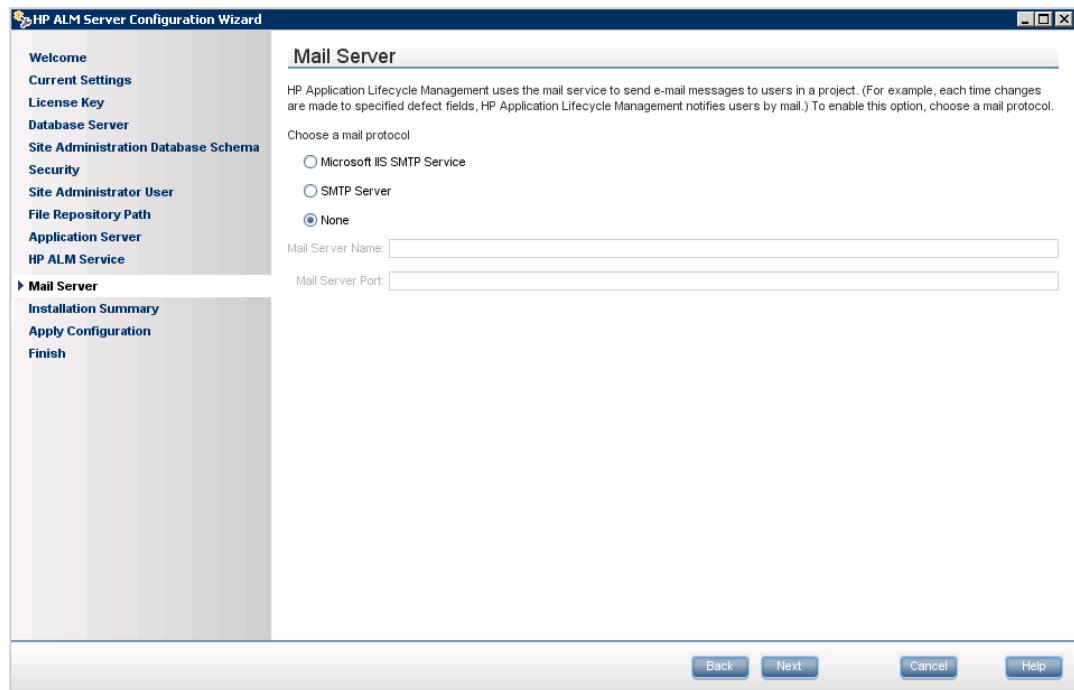 HP ALM Server Configuration Wizard
Welcome
Current Settings
License Key
Database Server
Site Administration Database Schema
Security
Site Administrator User
File Repository Path
Application Server
HP ALM Service
Mail Server
Installation Summary
Apply Configuration
Finish
Mail Server
HP Application Lifecycle Management uses the mail service to send e-mail messages to users in a project. (For example, each time changes
are made to specified defect fields, HP Application Lifecycle Management notifies users by mail.) To enable this option, choose a mail protocol.
Choose a mail protocol
Microsoft IIS SMTP Service
SMTP Server
None
Mail Server Name:
Mail Server Port:
Back Next Cancel Help